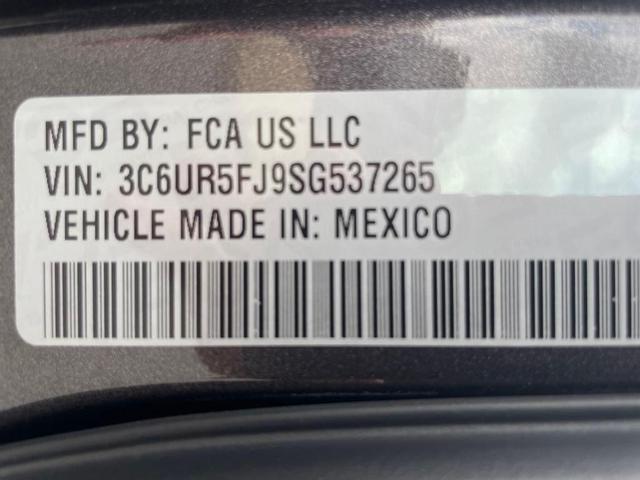 MFD BY: FCA US LLC
VIN: 3C6UR5FJ9SG537265
VEHICLE MADE IN: MEXICO